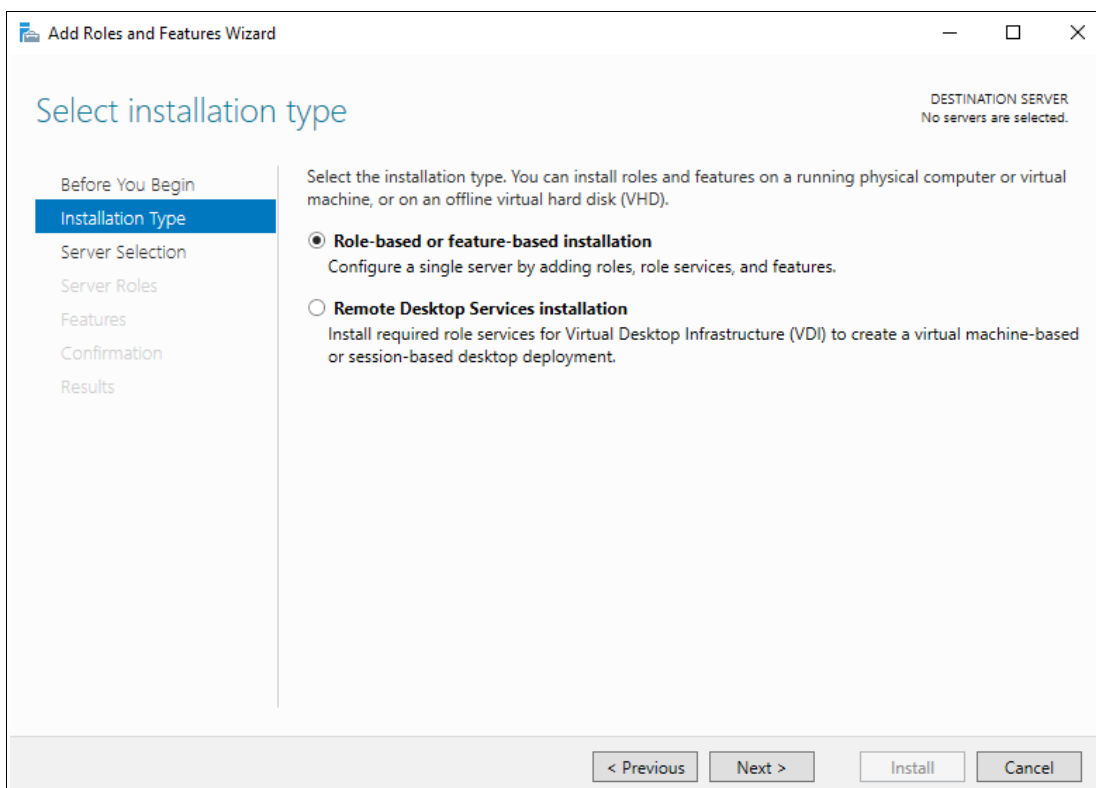 Add Roles and Features Wizard
Select installation type
DESTINATION SERVER
No servers are selected.
Before You Begin
Installation Type
Server Selection
Server Roles
Features
Confirmation
Results
Select the installation type. You can install roles and features on a running physical computer or virtual
machine, or on an offline virtual hard disk (VHD).
Role-based or feature-based installation
Configure a single server by adding roles, role services, and features.
Remote Desktop Services installation
Install required role services for Virtual Desktop Infrastructure (VDI) to create a virtual machine-based
or session-based desktop deployment.
< Previous
Next >
Install
Cancel